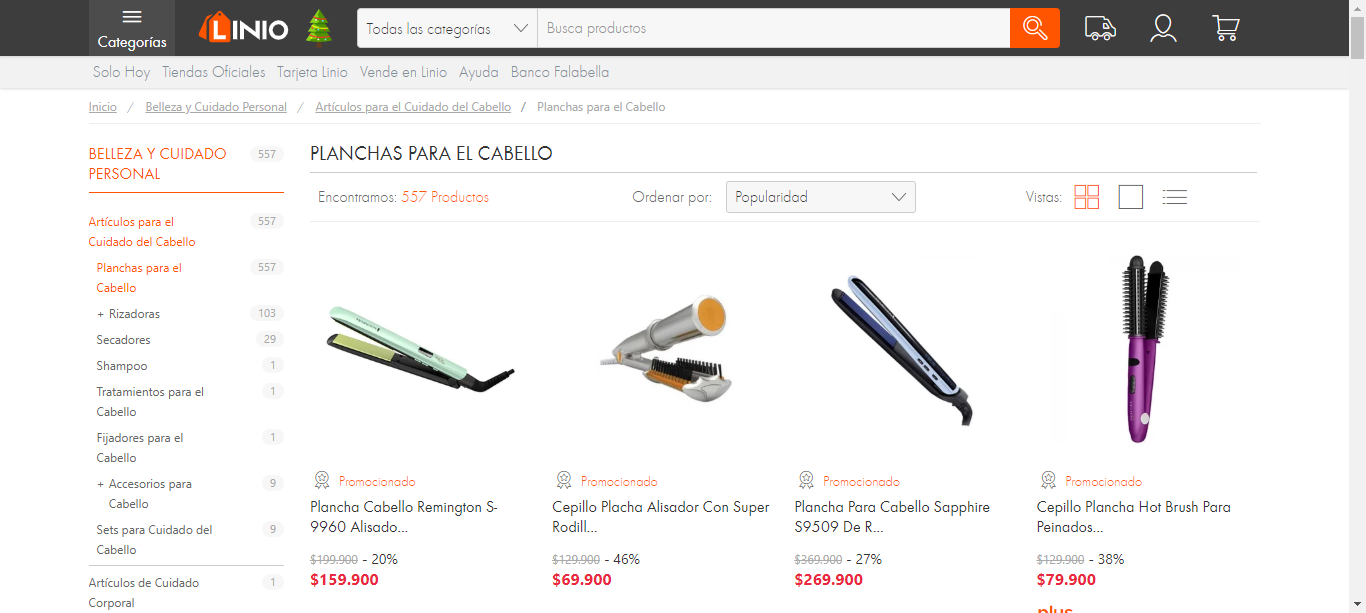 Categorías
LINIO
Todas las categorías
Busca productos
Solo Hoy Tiendas Oficiales Tarjeta Linio Vende en Linio Ayuda Banco Falabella
Inicio / Belleza y Cuidado Personal / Artículos para el Cuidado del Cabello / Planchas para el Cabello
BELLEZA Y CUIDADO 557
PERSONAL
Artículos para el 557
Cuidado del Cabello
Planchas para el 557
Cabello
+ Rizadoras 103
Secadores 29
Shampoo 1
Tratamientos para el 1
Cabello
Fijadores para el 1
Cabello
+ Accesorios para 9
Cabello
Sets para Cuidado del 9
Cabello
Artículos de Cuidado 1
Corporal
PLANCHAS PARA EL CABELLO
Encontramos: 557 Productos
Ordenar por: Popularidad
Vistas:
Promocionado
Plancha Cabello Remington S-
9960 Alisado...
$199.900 - 20%
$159.900
Promocionado
Cepillo Placha Alisador Con Super
Rodill...
$129.900 - 46%
$69.900
Promocionado
Plancha Para Cabello Sapphire
S9509 De R...
$369.900 - 27%
$269.900
Promocionado
Cepillo Plancha Hot Brush Para
Peinados...
$129.900 - 38%
$79.900
plus